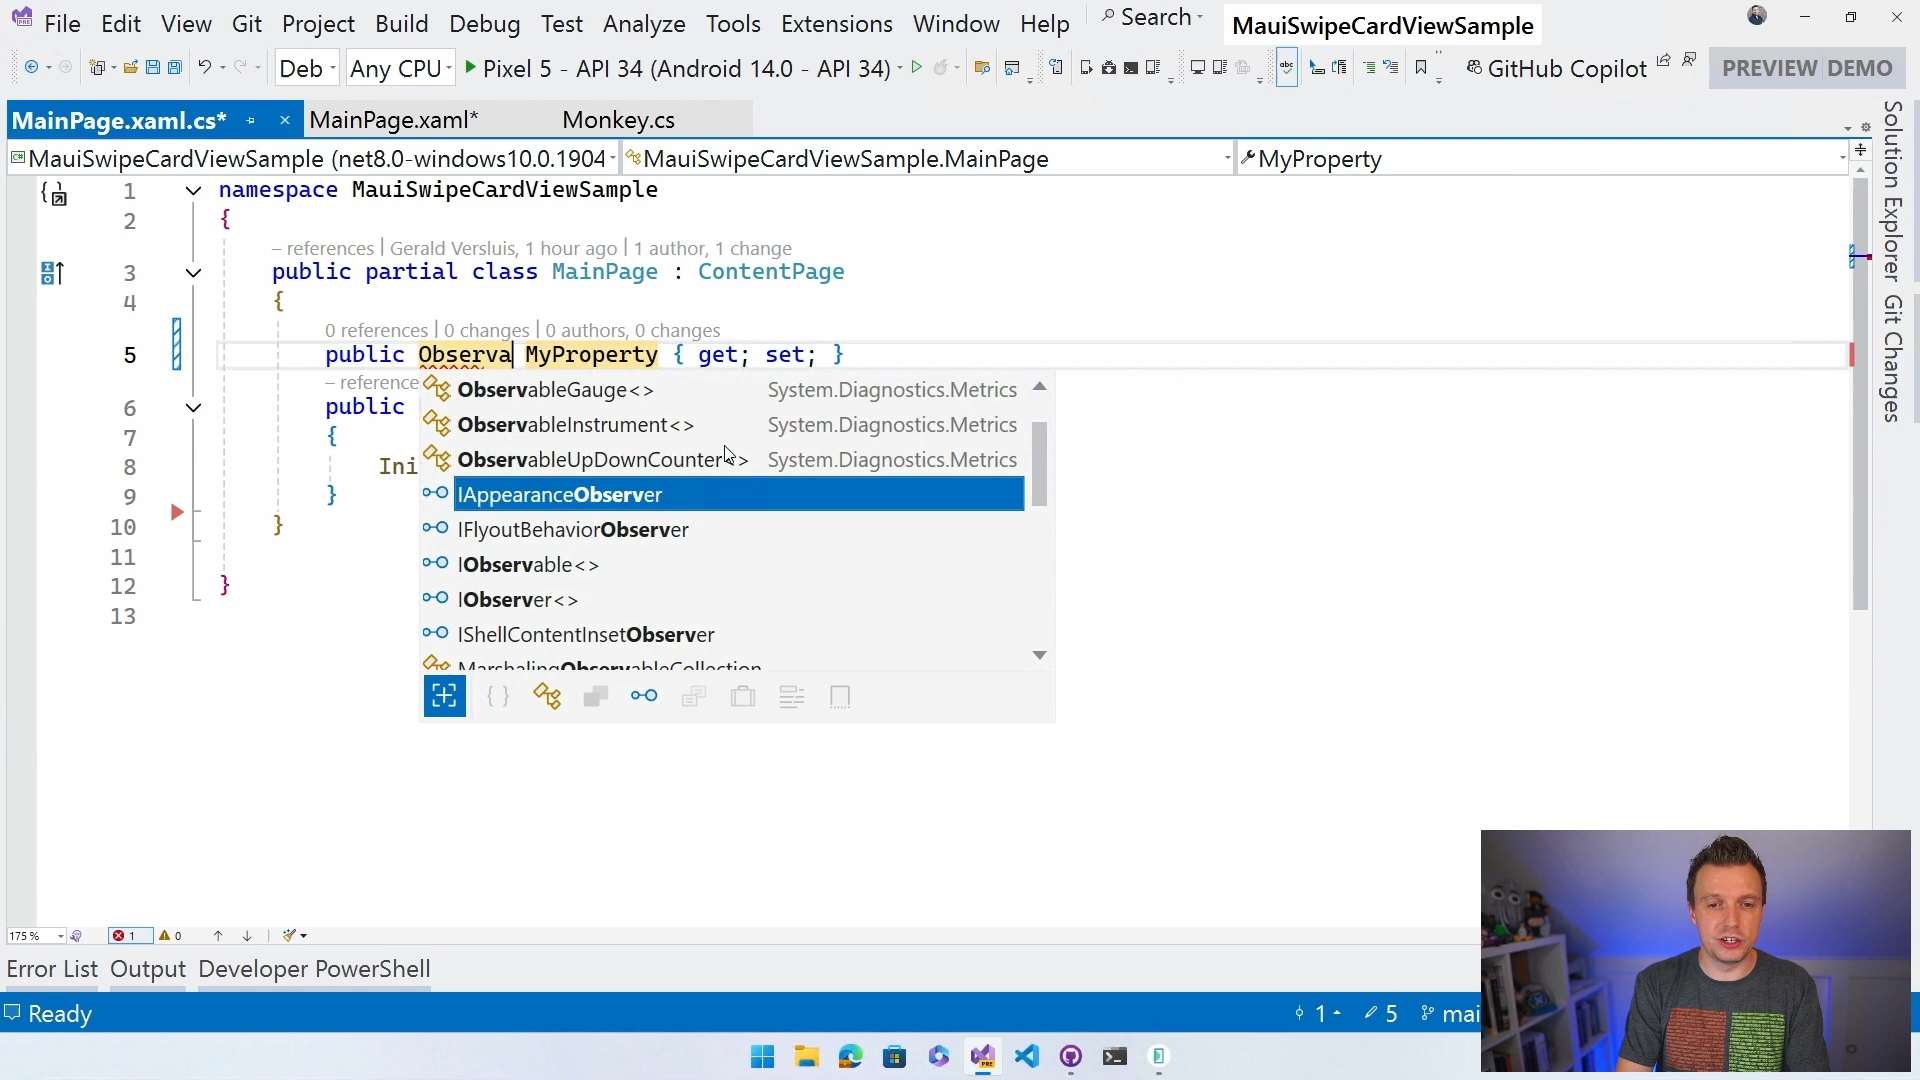 File Edit View Git Project Build Debug Test Analyze Tools Extensions Window Help Search MauiSwipeCardViewSample
Deb Any CPU Pixel 5 - API 34 (Android 14.0 - API 34) GitHub Copilot PREVIEW DEMO
MainPage.xaml.cs* MainPage.xaml* Monkey.cs
MauiSwipeCardViewSample (net8.0-windows10.0.1904 MauiSwipeCardViewSample.MainPage MyProperty
1 namespace MauiSwipeCardViewSample
2 {
– references | Gerald Versluis, 1 hour ago | 1 author, 1 change
3 public partial class MainPage : ContentPage
4 {
0 references | 0 changes | 0 authors, 0 changes
5 public Observa MyProperty { get; set; }
– reference
6 public
7 {
8 Ini
9 }
10 }
11
12 }
13
ObservableGauge<> System.Diagnostics.Metrics
ObservableInstrument<> System.Diagnostics.Metrics
ObservableUpDownCounter<> System.Diagnostics.Metrics
IAppearanceObserver
IFlyoutBehaviorObserver
IObservable<>
IObserver<>
IShellContentInsetObserver
MarshalingObservableCollection
Solution Explorer
Git Changes
175 % 1 0
Error List Output Developer PowerShell
Ready 1 5 mai